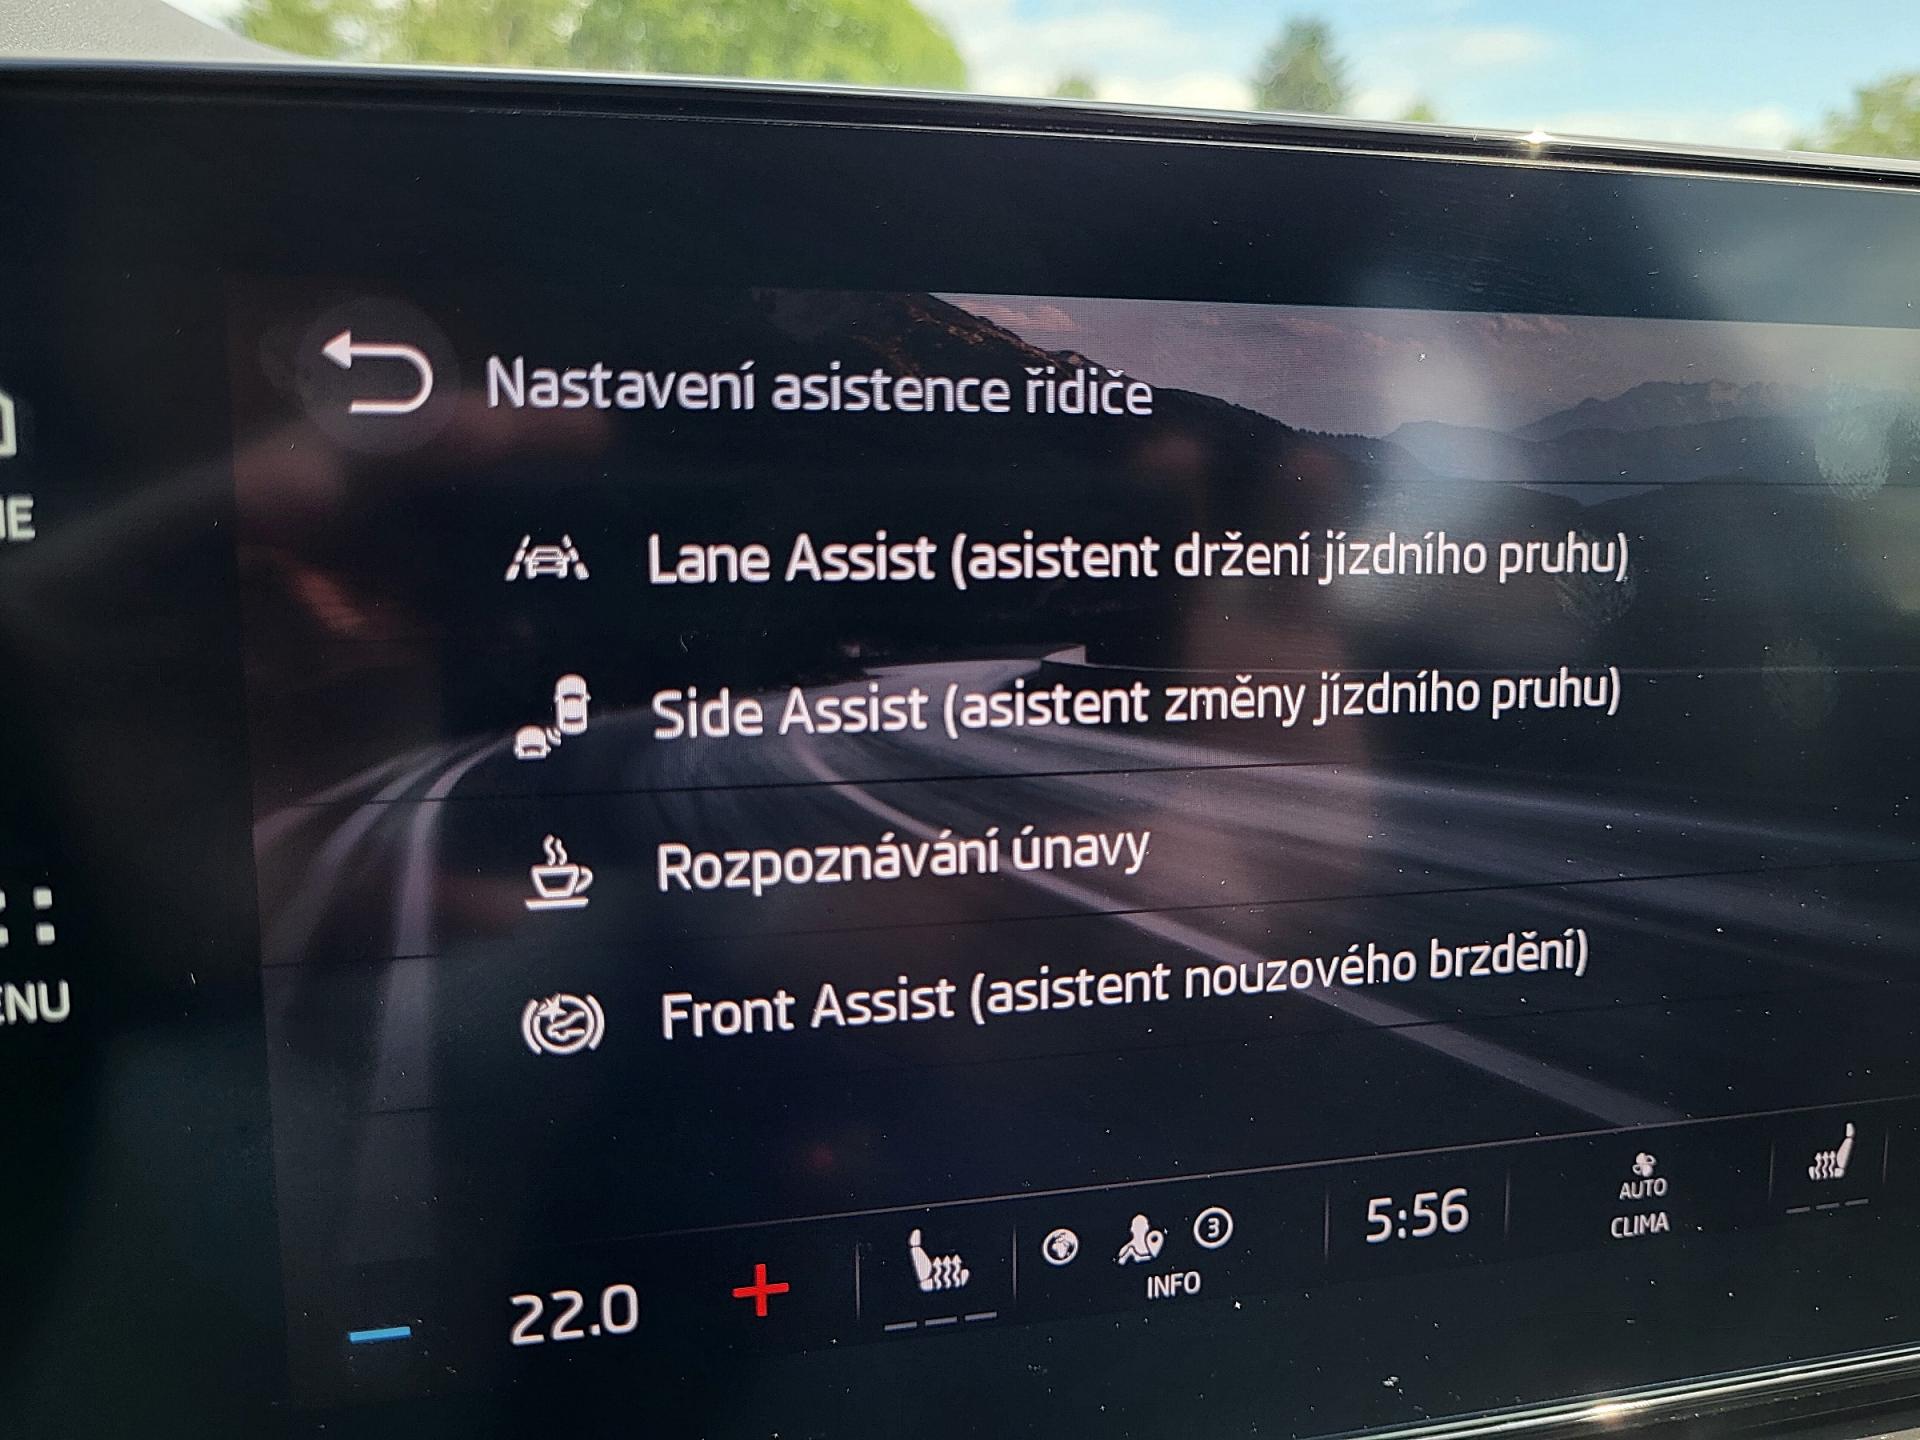 Nastavení asistence řidiče
Lane Assist (asistent držení jízdního pruhu)
Side Assist (asistent změny jízdního pruhu)
Rozpoznávání únavy
Front Assist (asistent nouzového brzdění)
22.0
3
INFO
5:56
AUTO
CLIMA